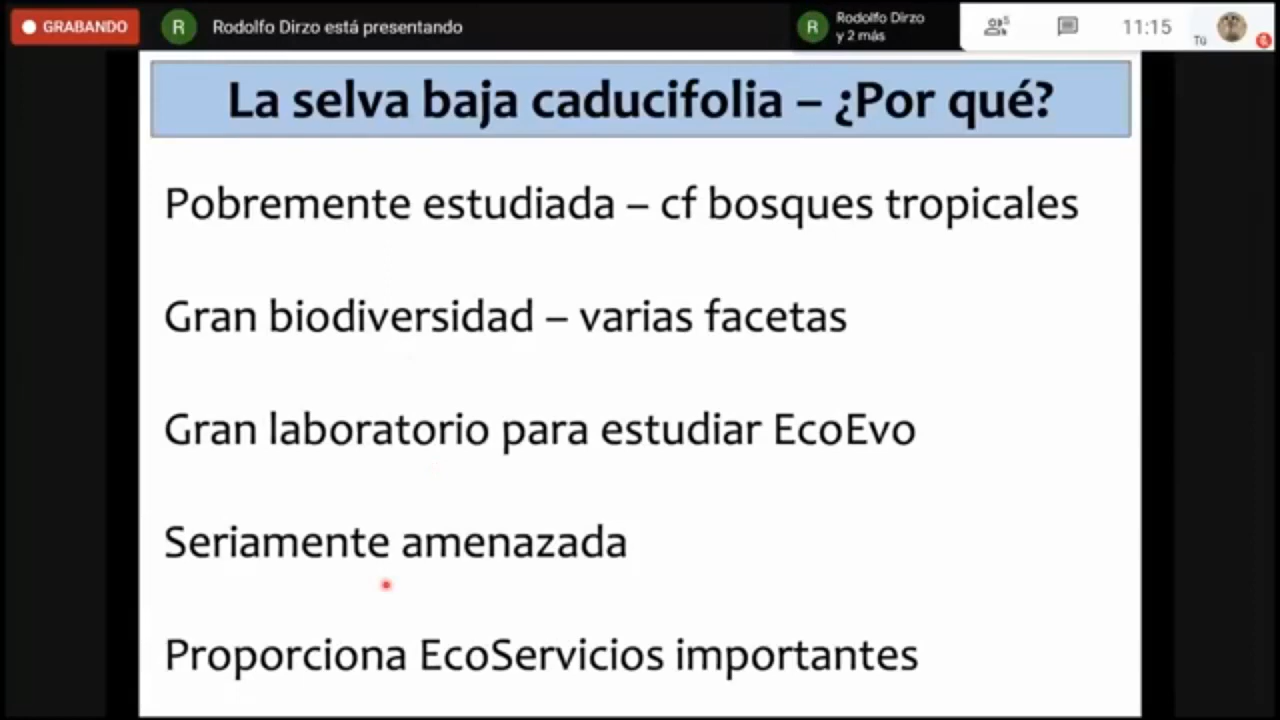 GRABANDO
R
Rodolfo Dirzo está presentando
R
Rodolfo Dirzo
y 2 más
5
11:15
Tú
La selva baja caducifolia – ¿Por qué?
Pobremente estudiada – cf bosques tropicales
Gran biodiversidad – varias facetas
Gran laboratorio para estudiar EcoEvo
Seriamente amenazada
Proporciona EcoServicios importantes